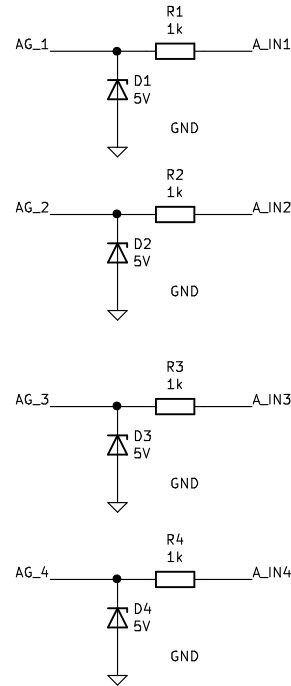 R1
1k
AG_1
A_IN1
D1
5V
GND
R2
1k
AG_2
A_IN2
D2
5V
GND
R3
1k
AG_3
A_IN3
D3
5V
GND
R4
1k
AG_4
A_IN4
D4
5V
GND